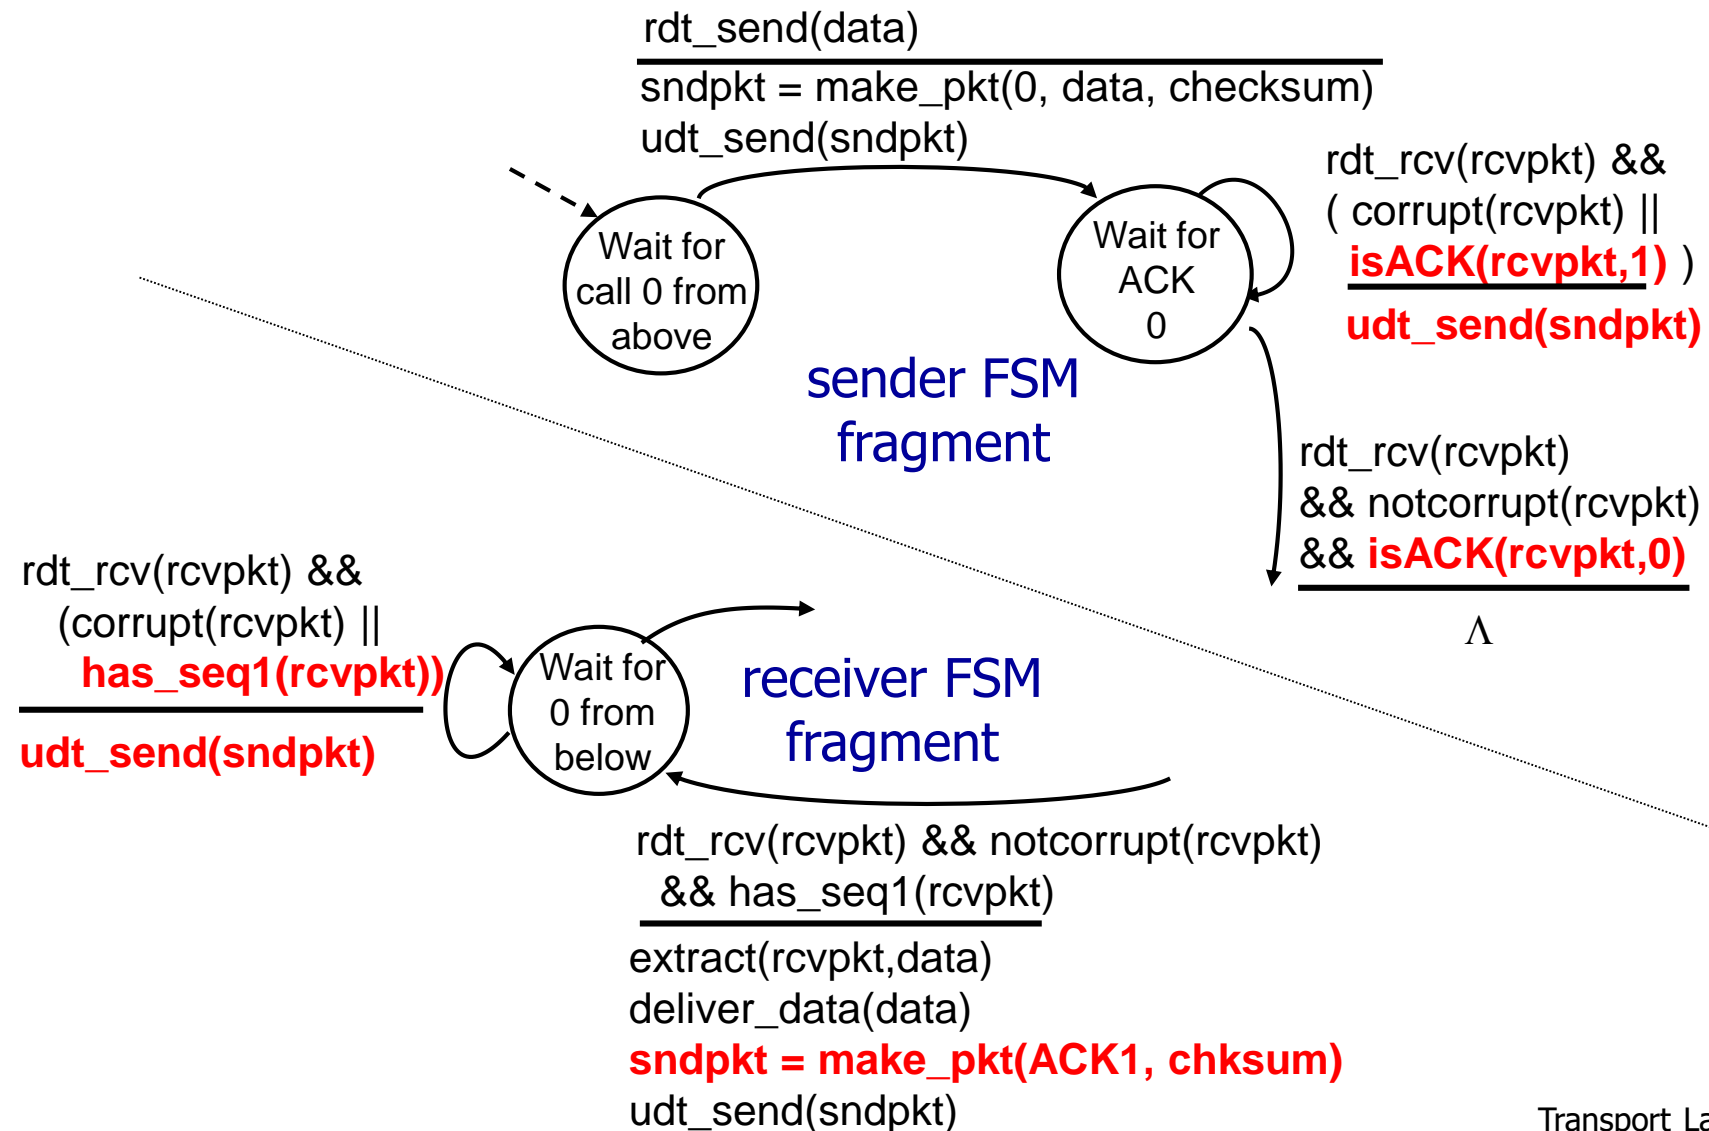 rdt_send(data)
sndpkt = make_pkt(0, data, checksum)
udt_send(sndpkt)
Wait for
call 0 from
above
Wait for
ACK
0
rdt_rcv(rcvpkt) &&
( corrupt(rcvpkt) ||
isACK(rcvpkt,1) )
udt_send(sndpkt)
sender FSM
fragment
rdt_rcv(rcvpkt)
&& notcorrupt(rcvpkt)
&& isACK(rcvpkt,0)
Λ
rdt_rcv(rcvpkt) &&
(corrupt(rcvpkt) ||
has_seq1(rcvpkt))
udt_send(sndpkt)
Wait for
0 from
below
receiver FSM
fragment
rdt_rcv(rcvpkt) && notcorrupt(rcvpkt)
&& has_seq1(rcvpkt)
extract(rcvpkt,data)
deliver_data(data)
sndpkt = make_pkt(ACK1, chksum)
udt_send(sndpkt)
Transport La